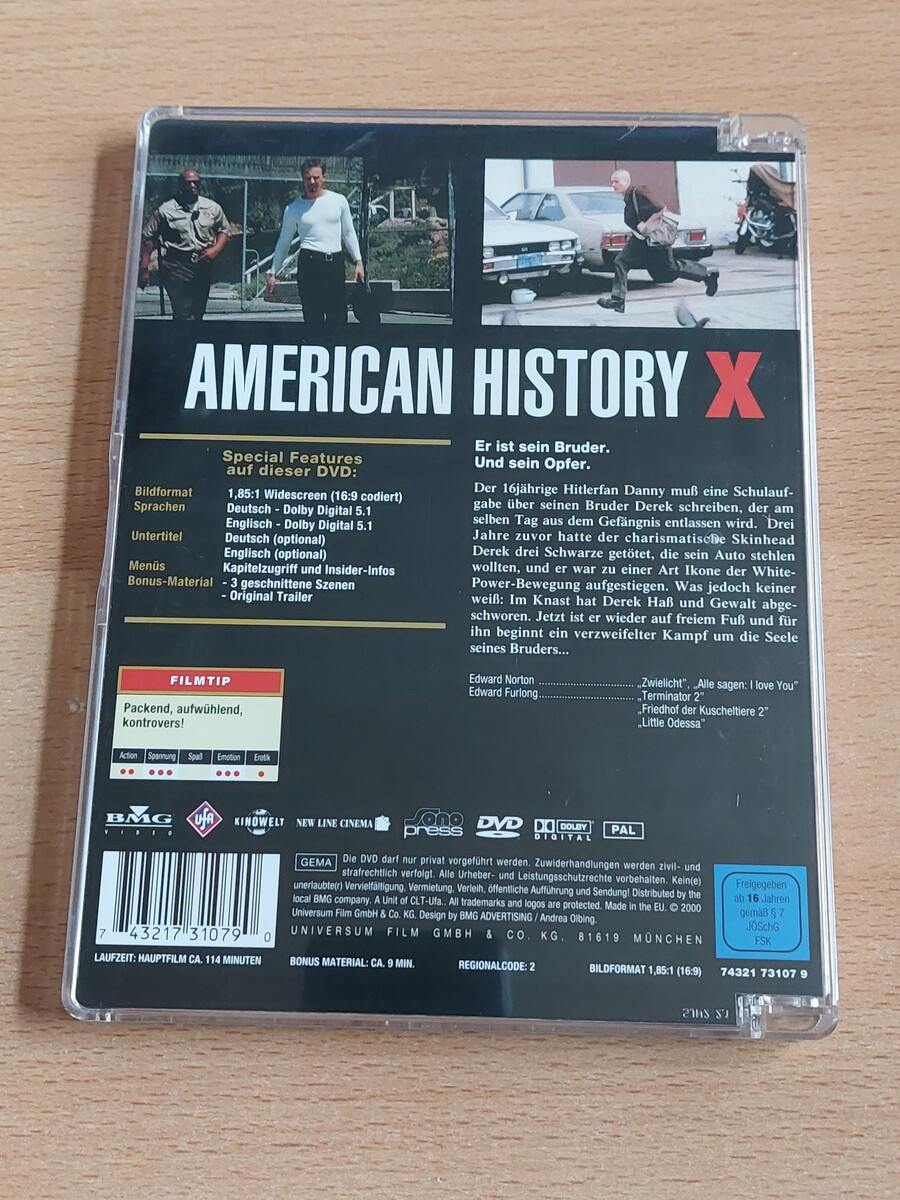 AMERICAN HISTORY X
Special Features
auf dieser DVD:
Bildformat 1,85:1 Widescreen (16:9 codiert)
Sprachen Deutsch - Dolby Digital 5.1
Englisch - Dolby Digital 5.1
Untertitel Deutsch (optional)
Englisch (optional)
Menüs Kapitelzugriff und Insider-Infos
Bonus-Material - 3 geschnittene Szenen
- Original Trailer
Er ist sein Bruder.
Und sein Opfer.
Der 16jährige Hitlerfan Danny muß eine Schulauf-
gabe über seinen Bruder Derek schreiben, der am
selben Tag aus dem Gefängnis entlassen wird. Drei
Jahre zuvor hatte der charismatische Skinhead
Derek drei Schwarze getötet, die sein Auto stehlen
wollten, und er war zu einer Art Ikone der White-
Power-Bewegung aufgestiegen. Was jedoch keiner
weiß: Im Knast hat Derek Haß und Gewalt abge-
schworen. Jetzt ist er wieder auf freiem Fuß und für
ihn beginnt ein verzweifelter Kampf um die Seele
seines Bruders...
Edward Norton ................................ „Zwielicht", „Alle sagen: I love You"
Edward Furlong................................ „Terminator 2"
„Friedhof der Kuscheltiere 2"
„Little Odessa"
FILMTIP
Packend, aufwühlend,
kontrovers!
Action Spannung Spaß Emotion Erotik
BMG VIDEO UFA KINOWELT NEW LINE CINEMA Sono press DVD VIDEO DOLBY DIGITAL PAL
GEMA Die DVD darf nur privat vorgeführt werden. Zuwiderhandlungen werden zivil- und
strafrechtlich verfolgt. Alle Urheber- und Leistungsschutzrechte vorbehalten. Kein(e)
unerlaubte(r) Vervielfältigung, Vermietung, Verleih, öffentliche Aufführung und Sendung! Distributed by the
local BMG company. A Unit of CLT-Ufa.. All trademarks and logos are protected. Made in the EU. © 2000
Universum Film GmbH & Co. KG. Design by BMG ADVERTISING / Andrea Olbing.
UNIVERSUM FILM GMBH & CO. KG, 81619 MÜNCHEN
Freigegeben
ab 16 Jahren
gemäß § 7
JÖSchG
FSK
7 43217 31079 0
LAUFZEIT: HAUPTFILM CA. 114 MINUTEN BONUS MATERIAL: CA. 9 MIN. REGIONALCODE: 2 BILDFORMAT 1,85:1 (16:9) 74321 73107 9